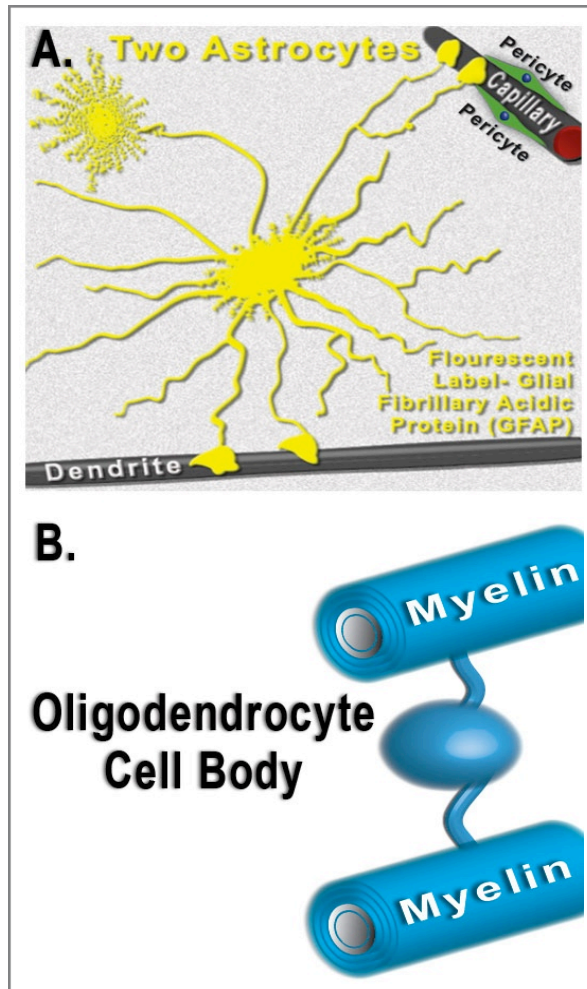 A.
Two Astrocytes
Pericyte
Capillary
Pericyte
Flourescent
Label- Glial
Fibrillary Acidic
Protein (GFAP)
Dendrite
B.
Myelin
Oligodendrocyte
Cell Body
Myelin